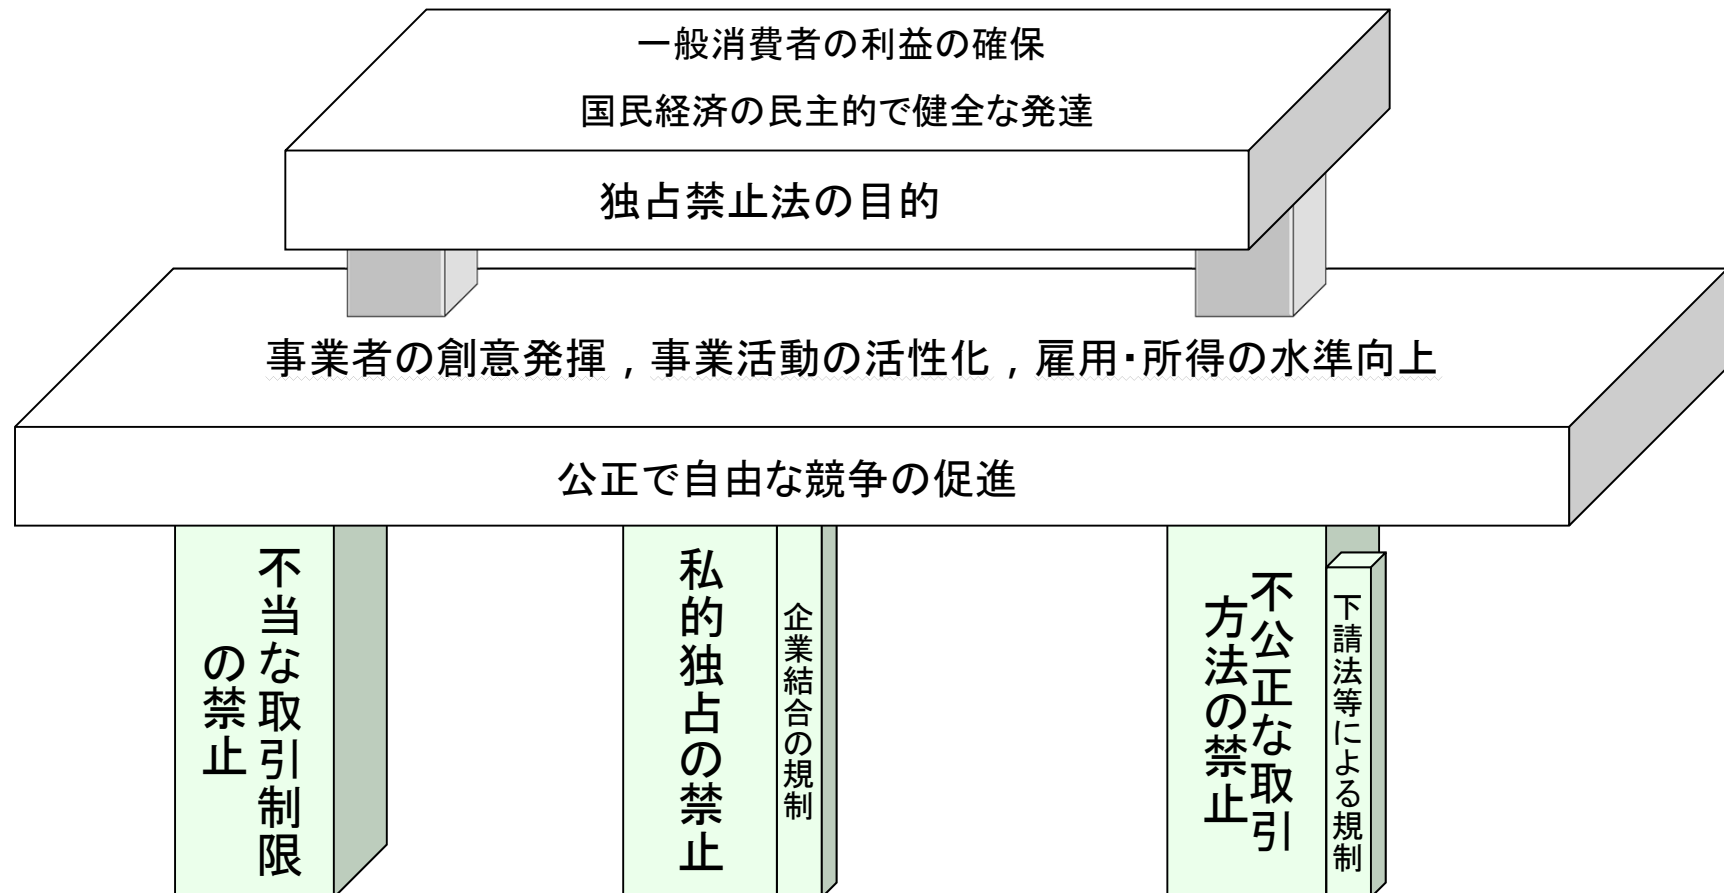 一般消費者の利益の確保
国民経済の民主的で健全な発達
独占禁止法の目的
事業者の創意発揮，事業活動の活性化，雇用・所得の水準向上
公正で自由な競争の促進
不当な取引制限
の禁止
私的独占の禁止
企業結合の規制
不公正な取引
方法の禁止
下請法等による規制